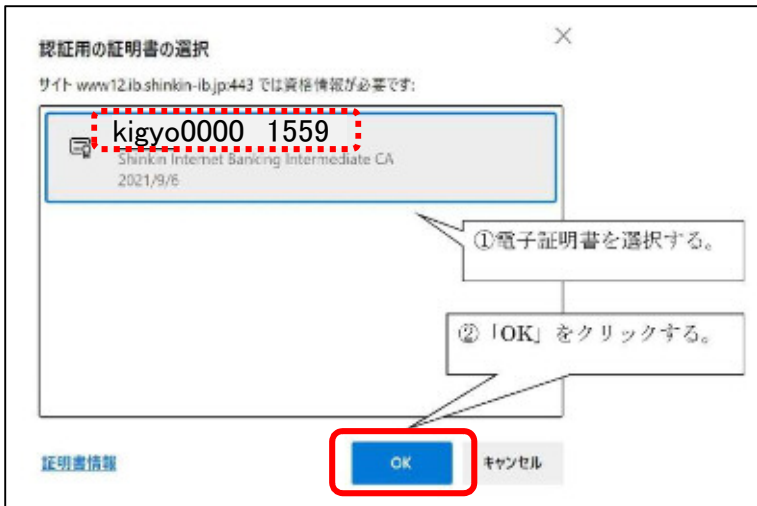 認証用の証明書の選択
サイト www12.ib.shinkin-ib.jp:443 では資格情報が必要です:
kigyo0000 1559
Shinkin Internet Banking Intermediate CA
2021/9/6
①電子証明書を選択する。
②「OK」をクリックする。
証明書情報
OK
キャンセル